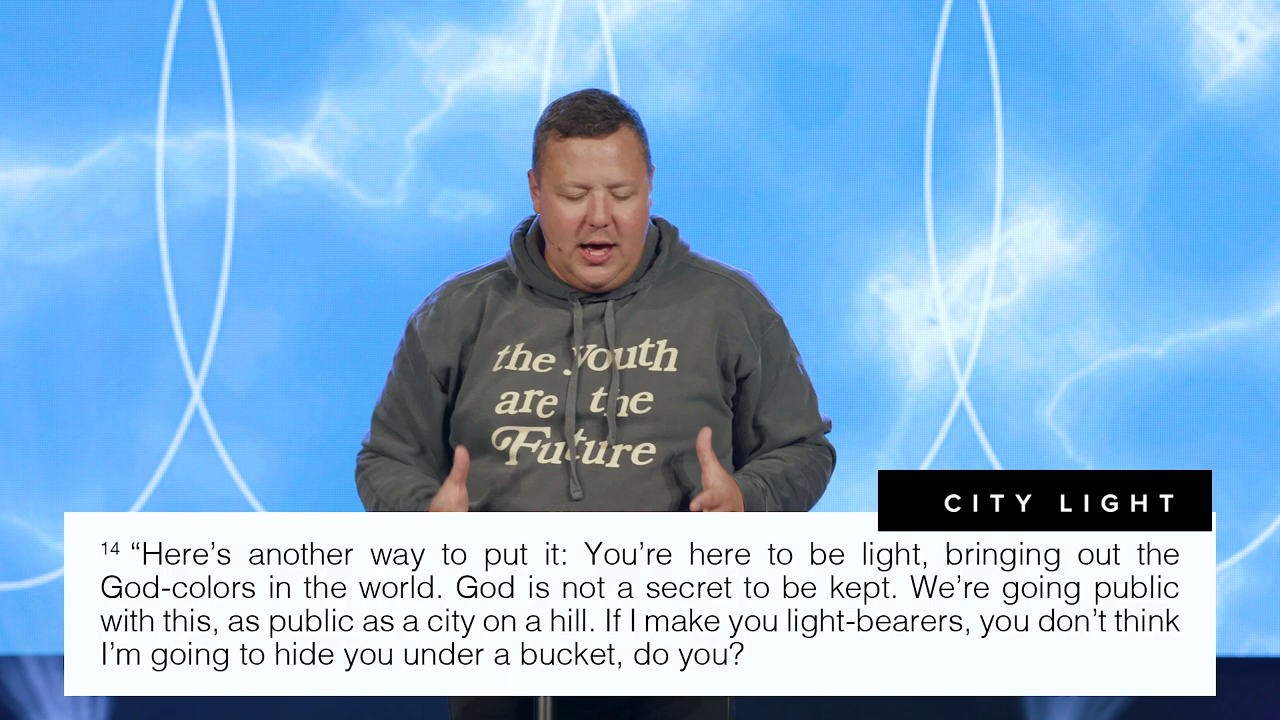 the youth
are the
Future
CITY LIGHT
14 “Here’s another way to put it: You’re here to be light, bringing out the
God-colors in the world. God is not a secret to be kept. We’re going public
with this, as public as a city on a hill. If I make you light-bearers, you don’t think
I’m going to hide you under a bucket, do you?